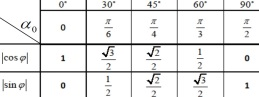 0° 30° 45° 60° 90°
α₀ 0 π/6 π/4 π/3 π/2
|cos φ| 1 √3/2 √2/2 1/2 0
|sin φ| 0 1/2 √2/2 √3/2 1